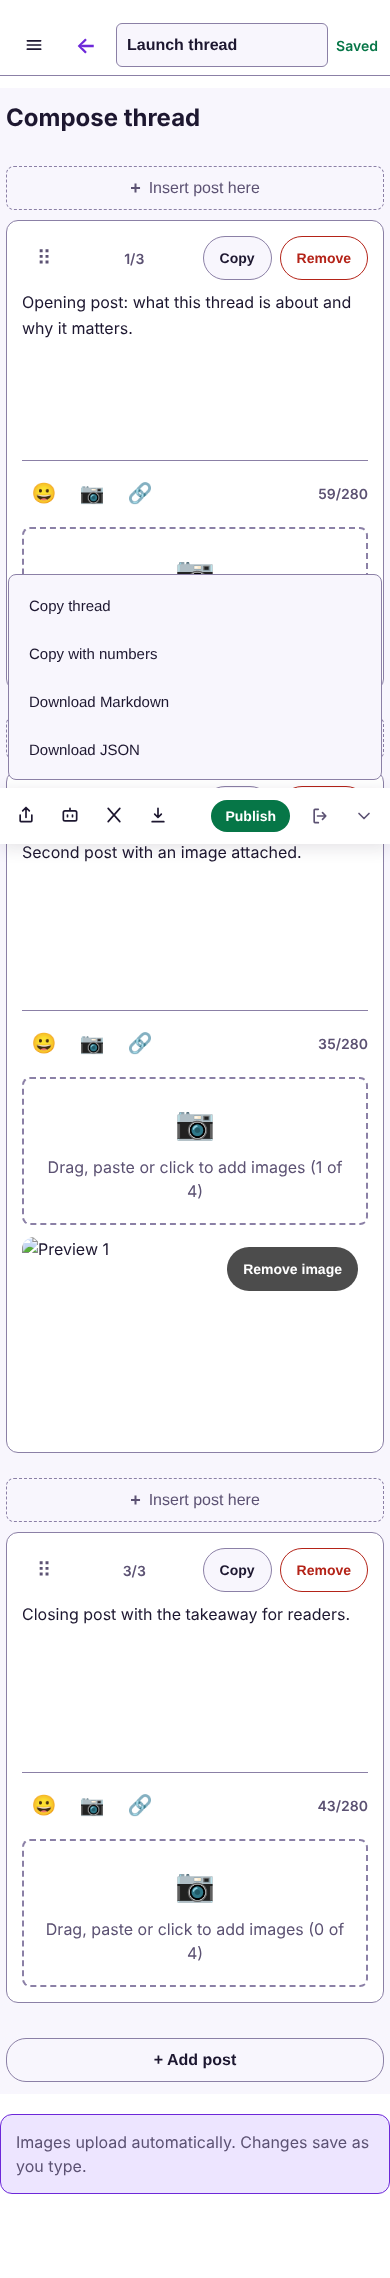 Launch thread
Saved
Compose thread
+ Insert post here
1/3
Copy
Remove
Opening post: what this thread is about and
why it matters.
59/280
Copy thread
Copy with numbers
Download Markdown
Download JSON
Publish
Second post with an image attached.
35/280
Drag, paste or click to add images (1 of
4)
Preview 1
Remove image
+ Insert post here
3/3
Copy
Remove
Closing post with the takeaway for readers.
43/280
Drag, paste or click to add images (0 of
4)
+ Add post
Images upload automatically. Changes save as
you type.